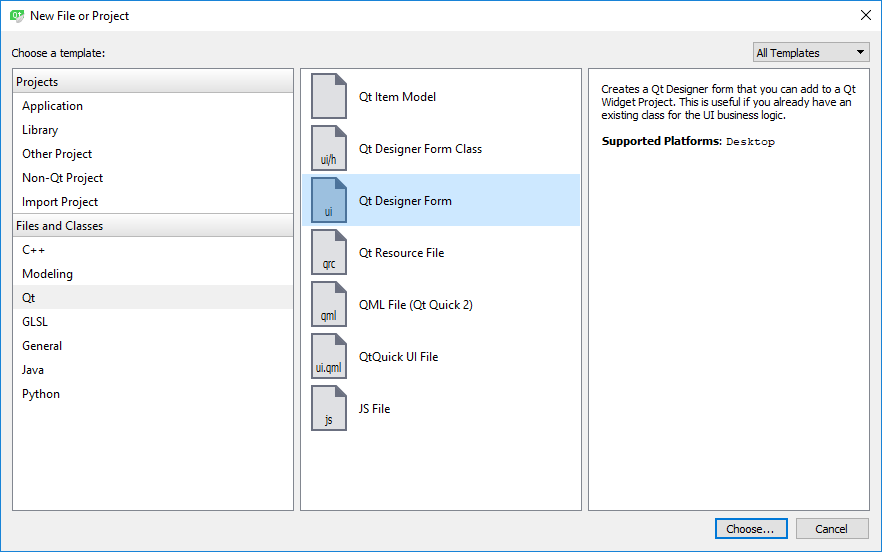 New File or Project
Choose a template:
All Templates
Projects
Application
Library
Other Project
Non-Qt Project
Import Project
Files and Classes
C++
Modeling
Qt
GLSL
General
Java
Python
Qt Item Model
ui/h
Qt Designer Form Class
ui
Qt Designer Form
qrc
Qt Resource File
qml
QML File (Qt Quick 2)
ui.qml
QtQuick UI File
js
JS File
Creates a Qt Designer form that you can add to a Qt
Widget Project. This is useful if you already have an
existing class for the UI business logic.
Supported Platforms: Desktop
Choose...
Cancel